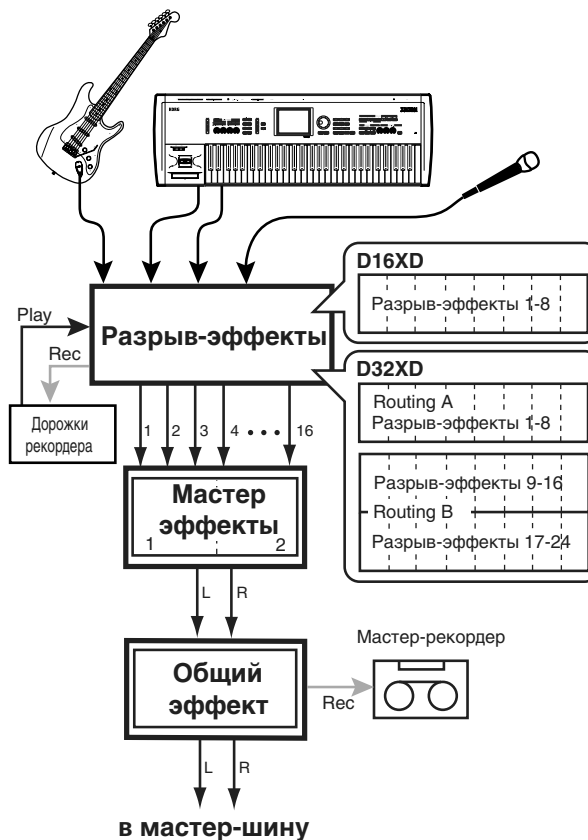 KORG
D16XD
Разрыв-эффекты 1-8
Play
Разрыв-эффекты
Rec
D32XD
Routing A
Разрыв-эффекты 1-8
Дорожки
рекордера
1 2 3 4 • • • 16
Разрыв-эффекты 9-16
Routing B
Разрыв-эффекты 17-24
Мастер
эффекты
1 2
L R
Мастер-рекордер
Общий
эффект
Rec
L R
в мастер-шину